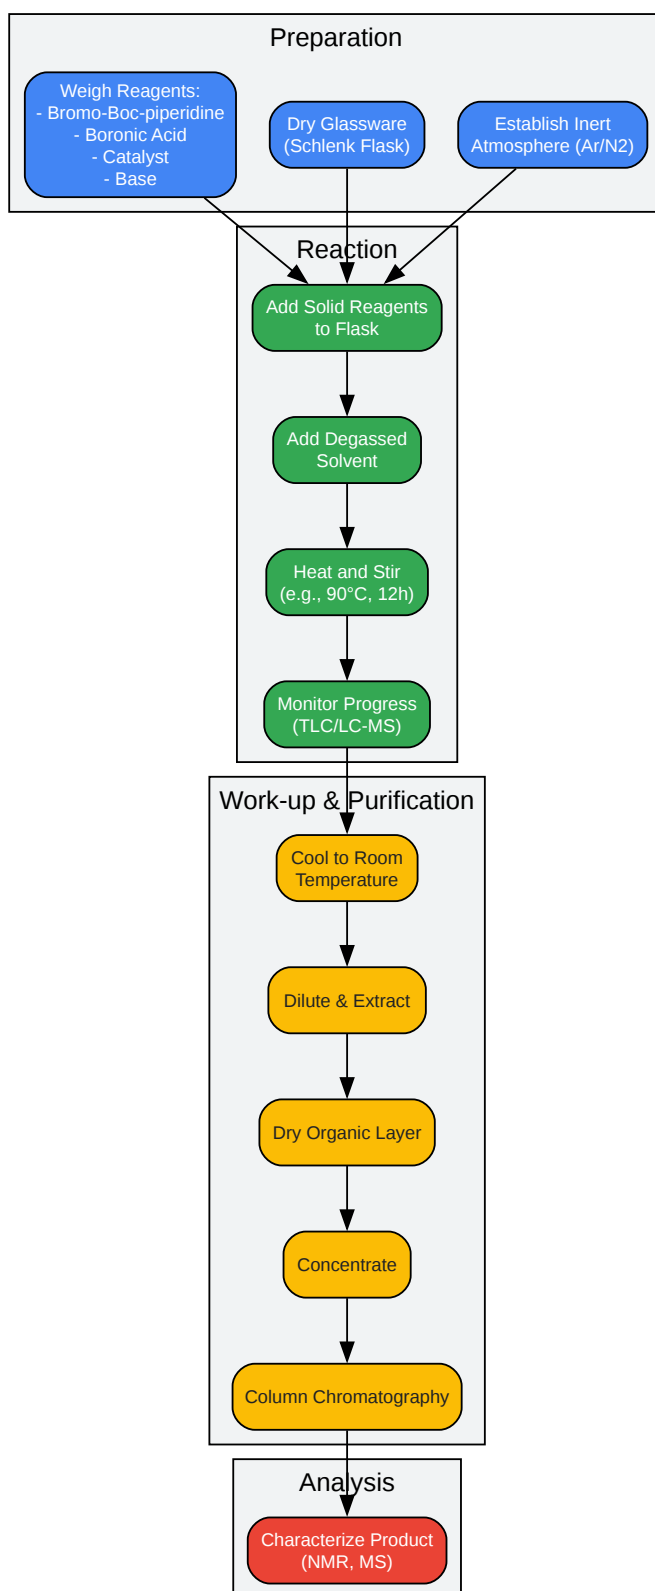 Preparation
Weigh Reagents:
- Bromo-Boc-piperidine
- Boronic Acid
- Catalyst
- Base
Dry Glassware
(Schlenk Flask)
Establish Inert
Atmosphere (Ar/N2)
Reaction
Add Solid Reagents
to Flask
Add Degassed
Solvent
Heat and Stir
(e.g., 90°C, 12h)
Monitor Progress
(TLC/LC-MS)
Work-up & Purification
Cool to Room
Temperature
Dilute & Extract
Dry Organic Layer
Concentrate
Column Chromatography
Analysis
Characterize Product
(NMR, MS)